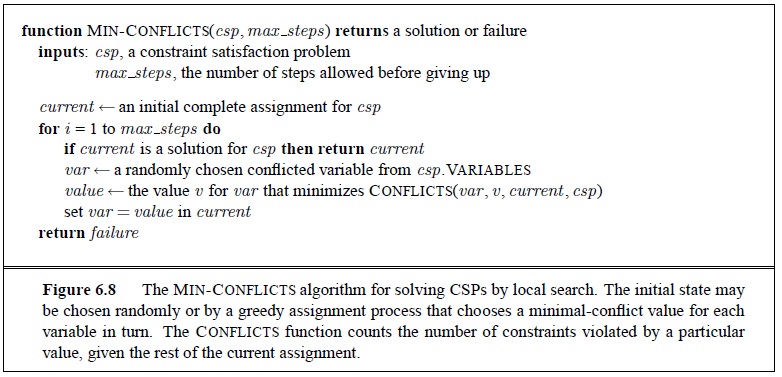 function MIN-CONFLICTS(csp, max_steps) returns a solution or failure
inputs: csp, a constraint satisfaction problem
max_steps, the number of steps allowed before giving up
current ← an initial complete assignment for csp
for i = 1 to max_steps do
if current is a solution for csp then return current
var ← a randomly chosen conflicted variable from csp.VARIABLES
value ← the value v for var that minimizes CONFLICTS(var, v, current, csp)
set var = value in current
return failure
Figure 6.8 The MIN-CONFLICTS algorithm for solving CSPs by local search. The initial state may
be chosen randomly or by a greedy assignment process that chooses a minimal-conflict value for each
variable in turn. The CONFLICTS function counts the number of constraints violated by a particular
value, given the rest of the current assignment.